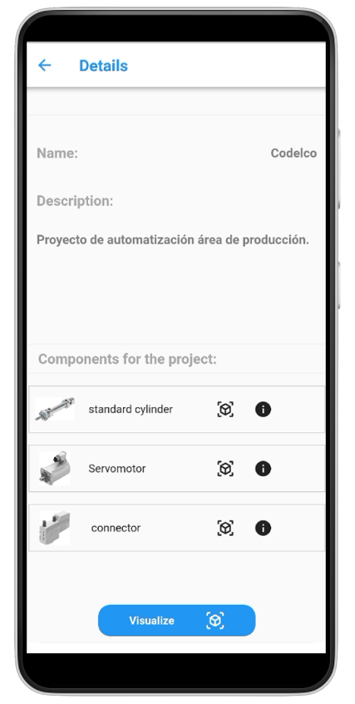 Details
Name: Codelco
Description:
Proyecto de automatización área de producción.
Components for the project:
standard cylinder
Servomotor
connector
Visualize